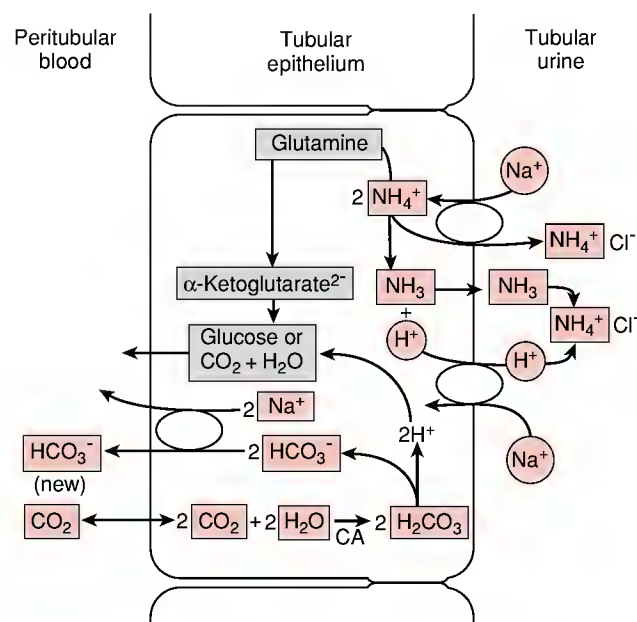 Peritubular
blood
Tubular
epithelium
Tubular
urine
Glutamine
Na⁺
2 NH₄⁺
NH₄⁺ Cl⁻
α-Ketoglutarate²⁻
NH₃
NH₃
+
H⁺
NH₄⁺ Cl⁻
H⁺
Glucose or
CO₂ + H₂O
2 Na⁺
2H⁺
Na⁺
HCO₃⁻
(new)
2 HCO₃⁻
CO₂
2 CO₂ + 2 H₂O
CA
2 H₂CO₃